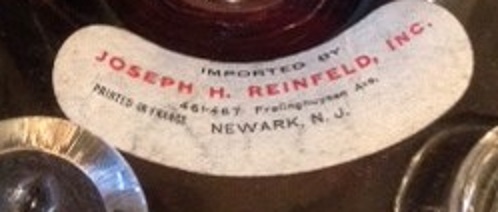 IMPORTED BY
JOSEPH H. REINFELD, INC.
461-467 Frelinghuysen Ave.
PRINTED IN FRANCE
NEWARK, N. J.